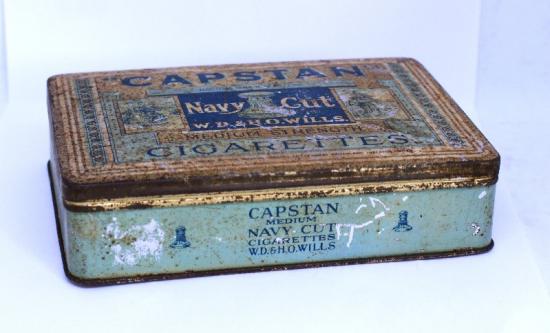 "CAPSTAN"
Navy Cut
W.D. & H.O. WILLS.
MEDIUM STRENGTH
CIGARETTES
CAPSTAN
MEDIUM
NAVY CUT
CIGARETTES
W.D. & H.O. WILLS